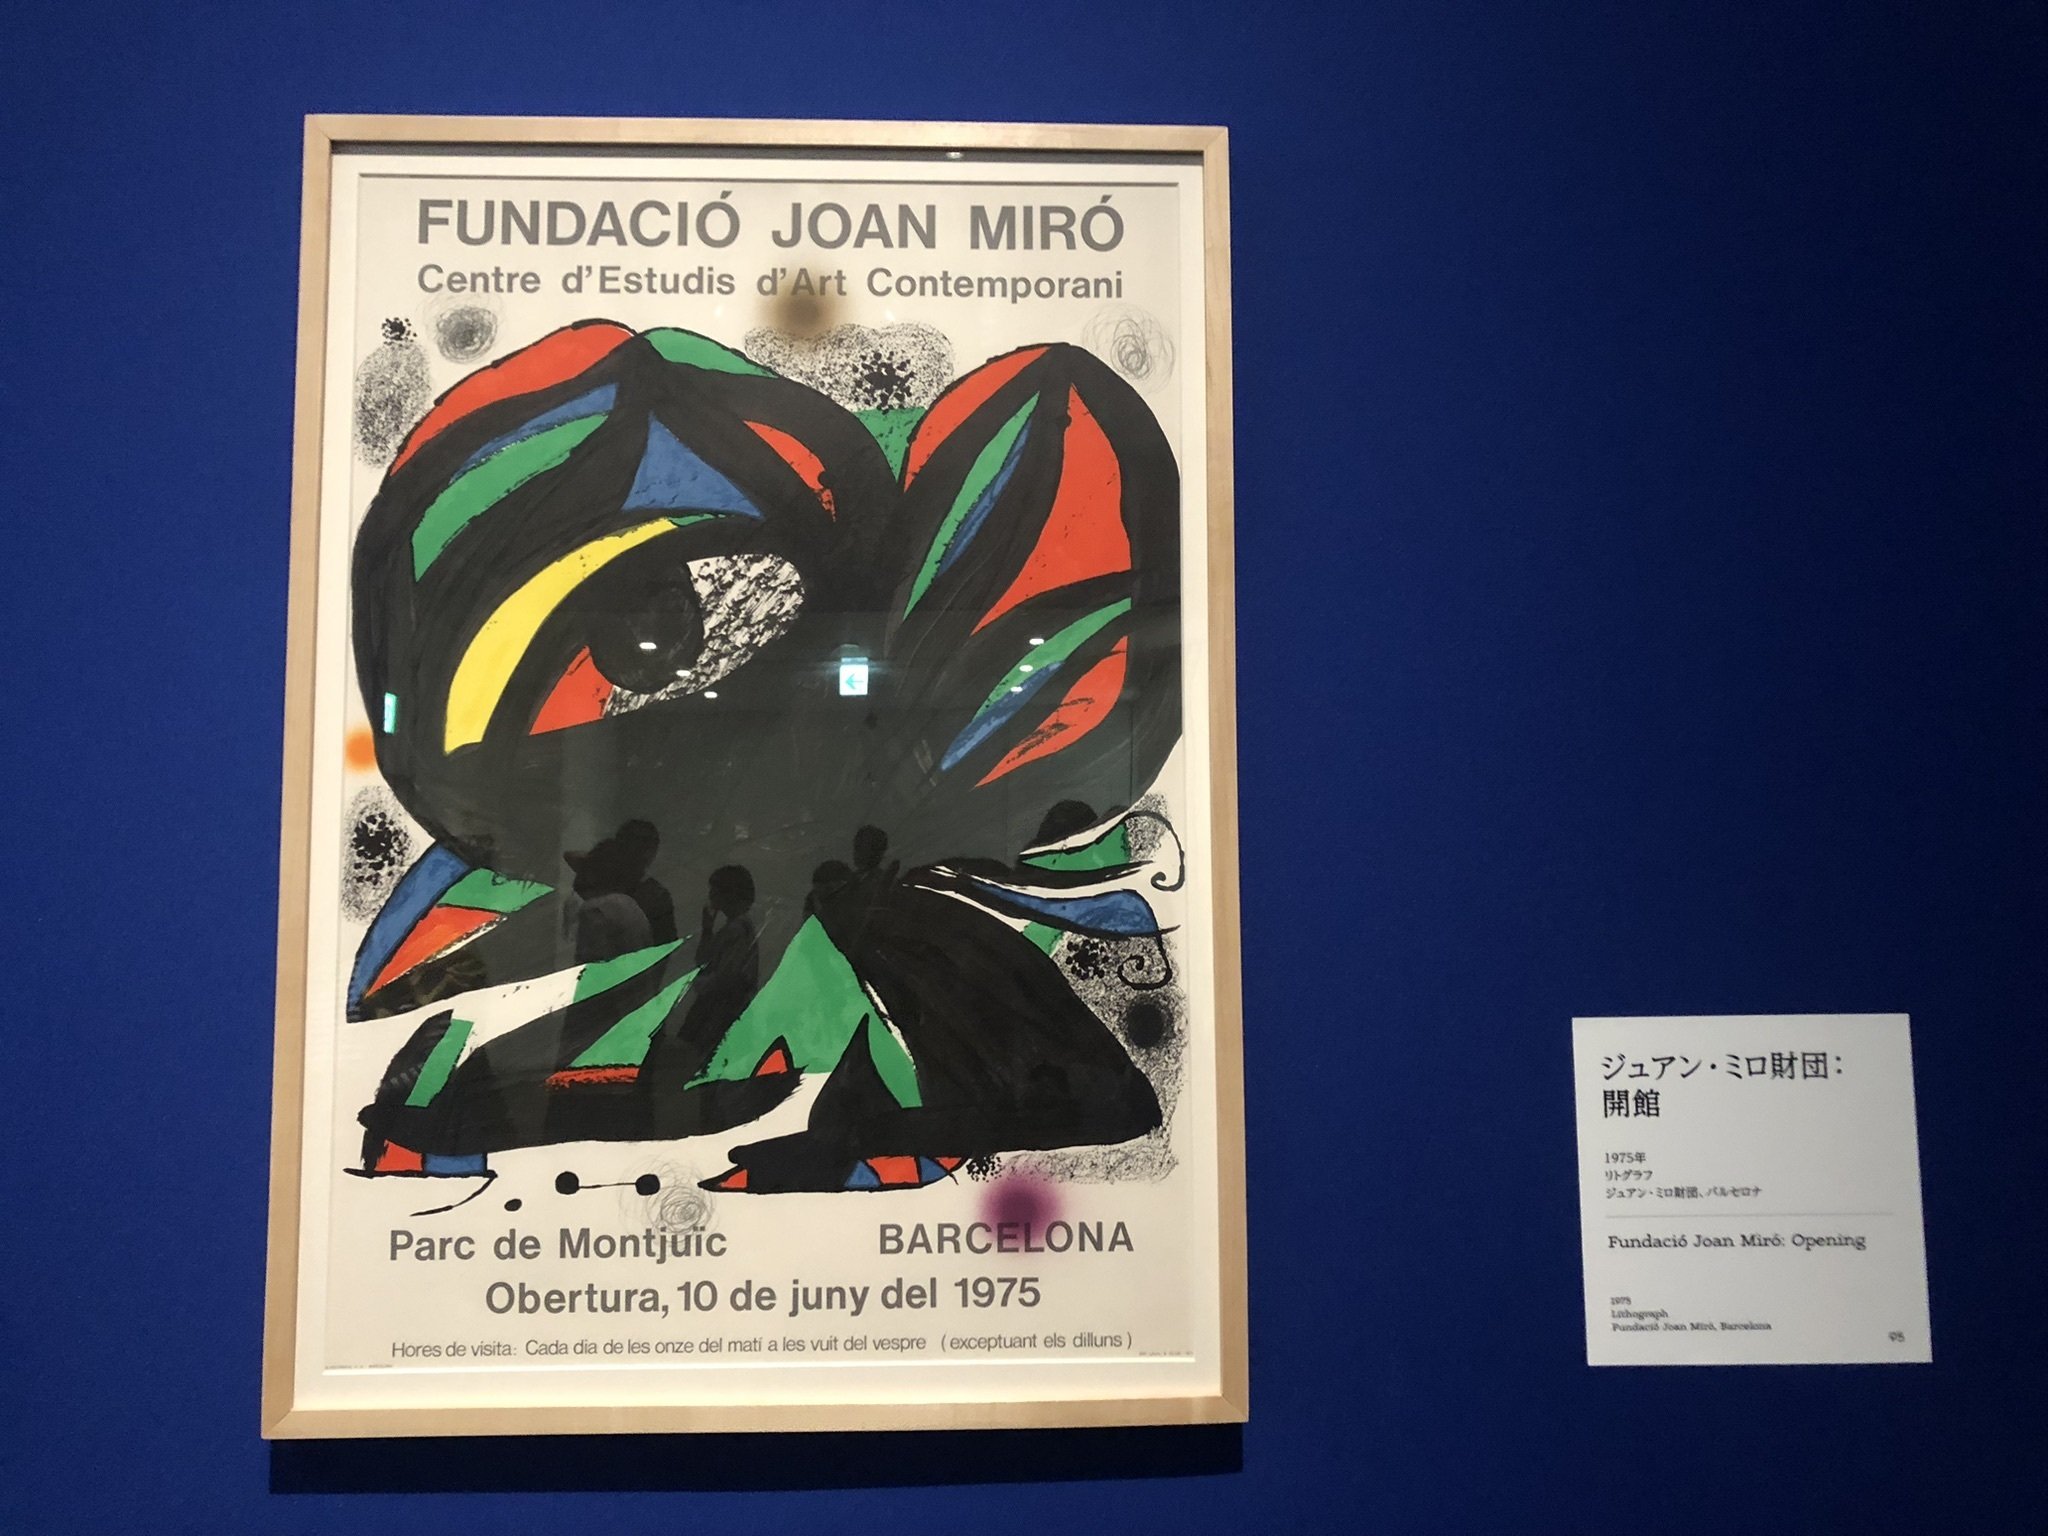 FUNDACIÓ JOAN MIRÓ
Centre d'Estudis d'Art Contemporani
Parc de Montjuïc BARCELONA
Obertura, 10 de juny del 1975
Hores de visita: Cada dia de les onze del matí a les vuit del vespre (exceptuant els dilluns)
ジュアン・ミロ財団：
開館
1975年
リトグラフ
ジュアン・ミロ財団、バルセロナ
Fundació Joan Miró: Opening
1975
Lithograph
Fundació Joan Miró, Barcelona